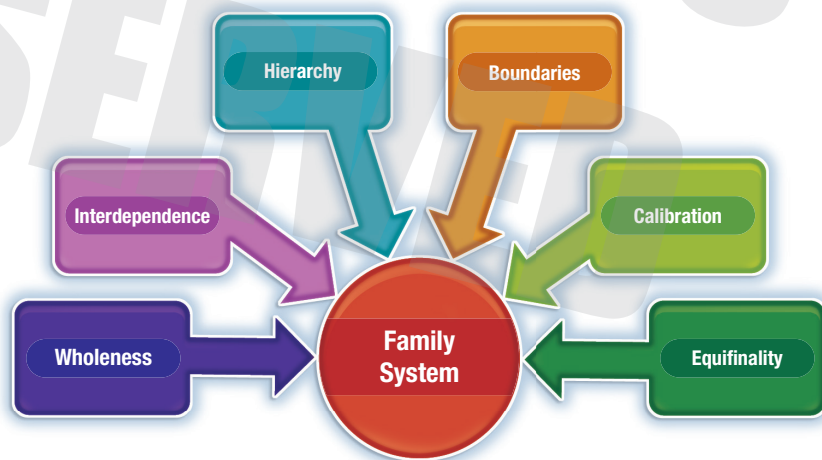 Hierarchy
Boundaries
Interdependence
Calibration
Wholeness
Family
System
Equifinality